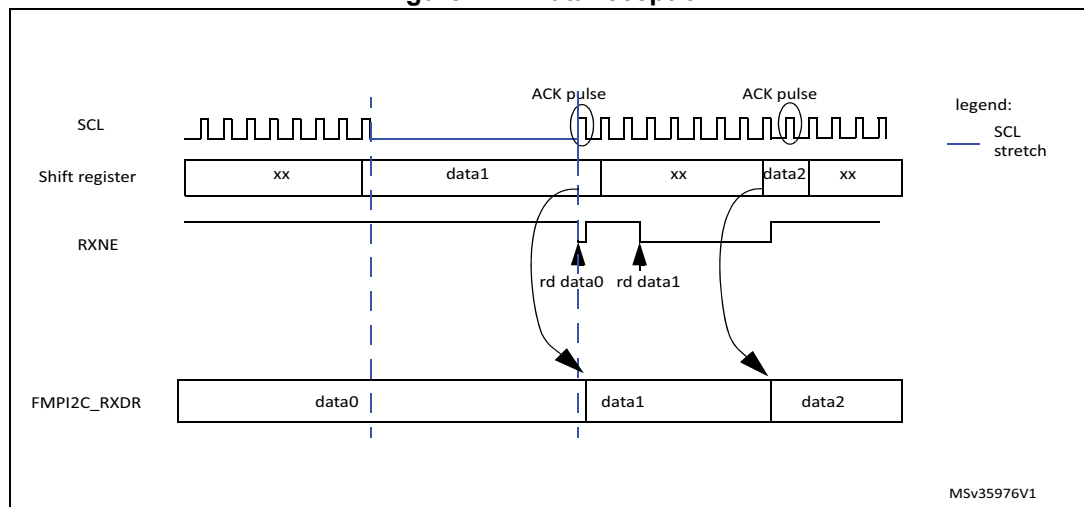 ACK pulse ACK pulse
legend:
SCL
SCL
stretch
Shift register xx data1 xx data2 xx
RXNE
rd data0 rd data1
FMPI2C_RXDR data0 data1 data2
MSv35976V1